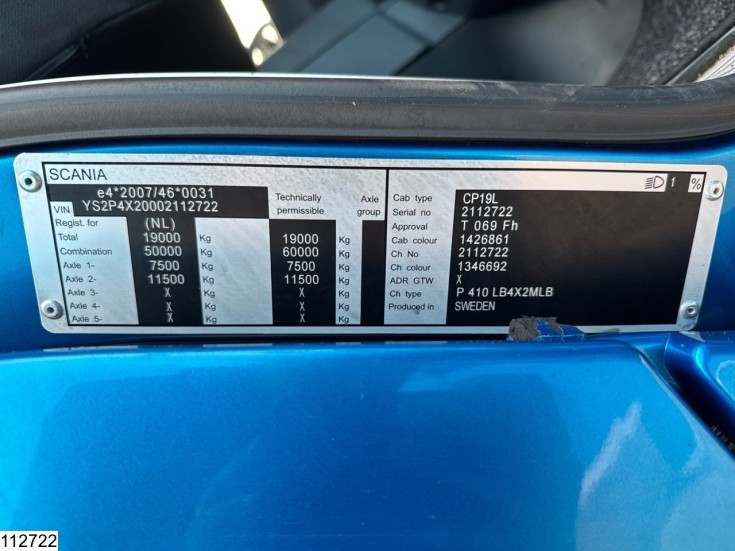 SCANIA
1 %
e4*2007/46*0031
VIN YS2P4X20002112722
Technically permissible
Axle group
Regist. for (NL)
Total 19000 Kg 19000 Kg
Combination 50000 Kg 60000 Kg
Axle 1- 7500 Kg 7500 Kg
Axle 2- 11500 Kg 11500 Kg
Axle 3- X Kg X Kg
Axle 4- X Kg X Kg
Axle 5- X Kg X Kg
Cab type CP19L
Serial no 2112722
Approval T 069 Fh
Cab colour 1426861
Ch No 2112722
Ch colour 1346692
ADR GTW X
Ch type P 410 LB4X2MLB
Produced in SWEDEN
112722